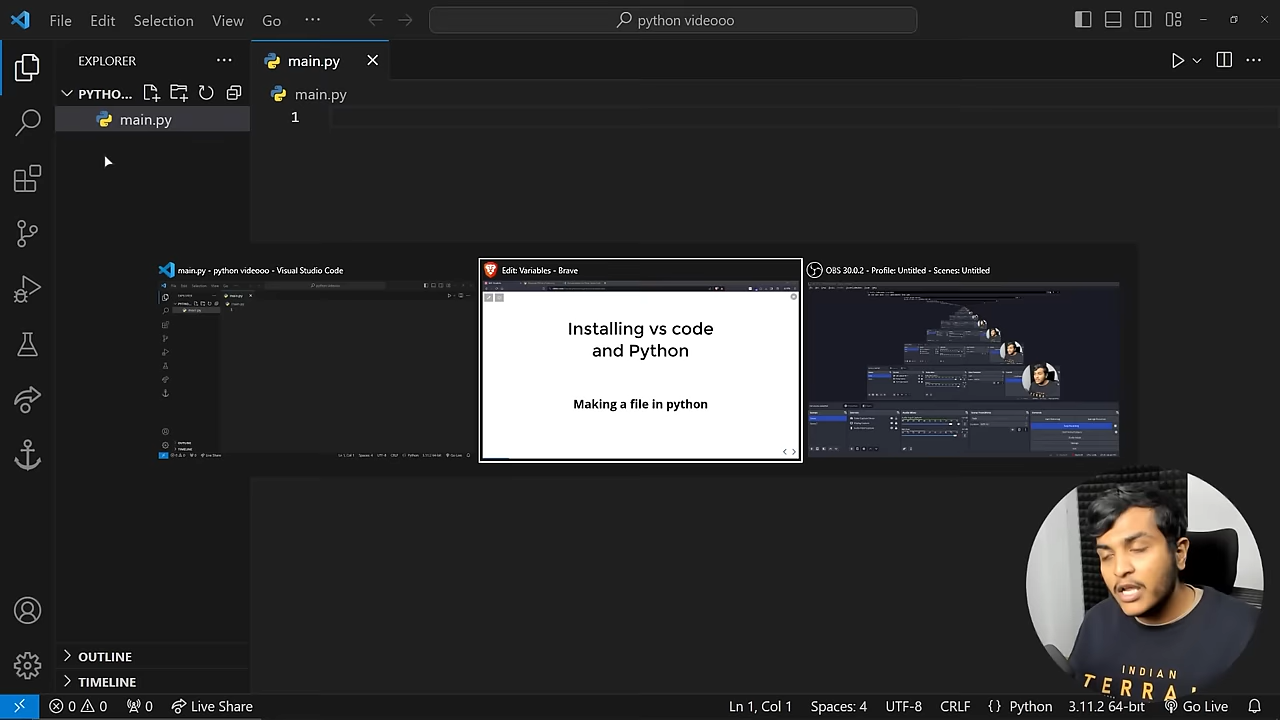 File Edit Selection View Go ··· python videooo
EXPLORER ···
main.py
PYTHO...
main.py
main.py
1
main.py - python videooo - Visual Studio Code
Edit: Variables - Brave
OBS 30.0.2 - Profile: Untitled - Scenes: Untitled
Installing vs code
and Python
Making a file in python
INDIAN
TERRA
OUTLINE
TIMELINE
0 0 0 Live Share Ln 1, Col 1 Spaces: 4 UTF-8 CRLF {} Python 3.11.2 64-bit Go Live